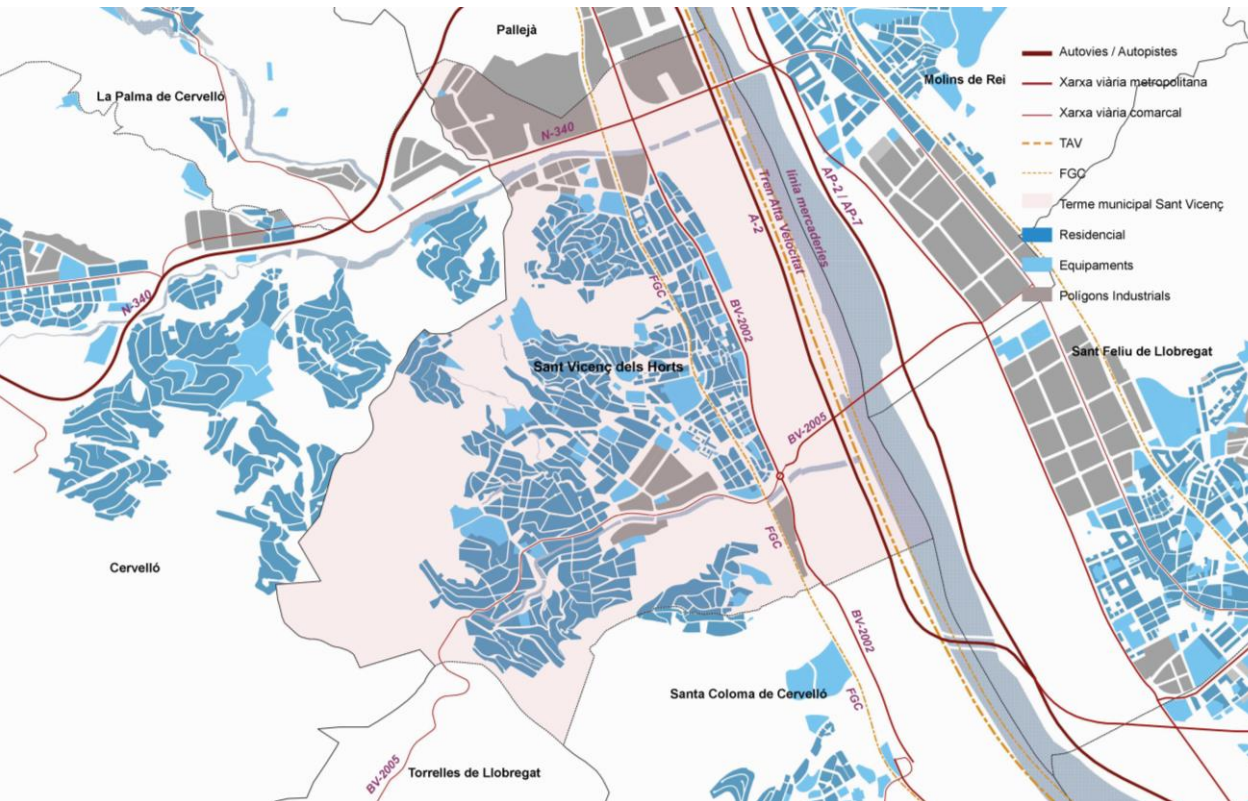 Pallejà
Autovies / Autopistes
Molins de Rei
Xarxa viària metropolitana
La Palma de Cervelló
Xarxa viària comarcal
N-340
TAV
FGC
línia mercaderies
AP-2 / AP-7
Tren Alta Velocitat
A-2
Terme municipal Sant Vicenç
Residencial
Equipaments
Polígons Industrials
N-340
FGC
BV-2002
Sant Feliu de Llobregat
Sant Vicenç dels Horts
BV-2005
FGC
Cervelló
BV-2002
Santa Coloma de Cervelló
FGC
BV-2005
Torrelles de Llobregat